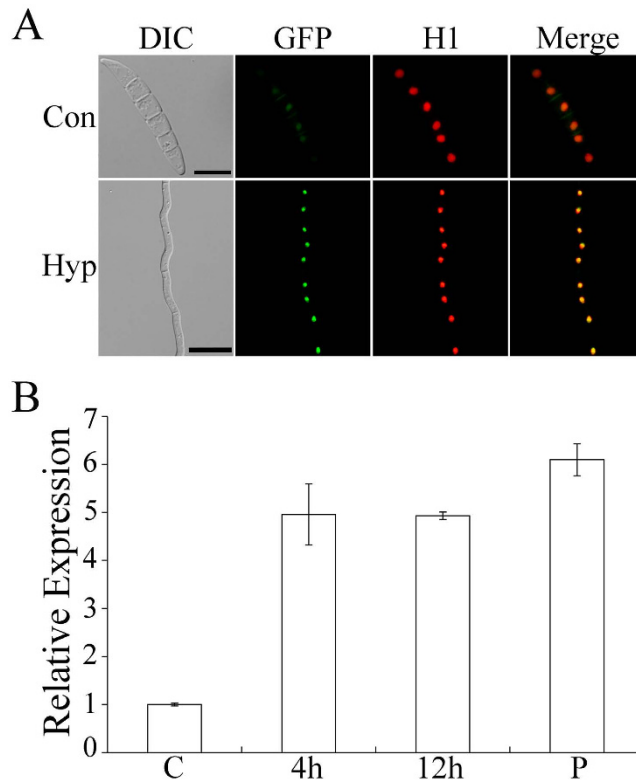 A
DIC GFP H1 Merge
Con
Hyp
B
Relative Expression
7
6
5
4
3
2
1
0
C 4h 12h P